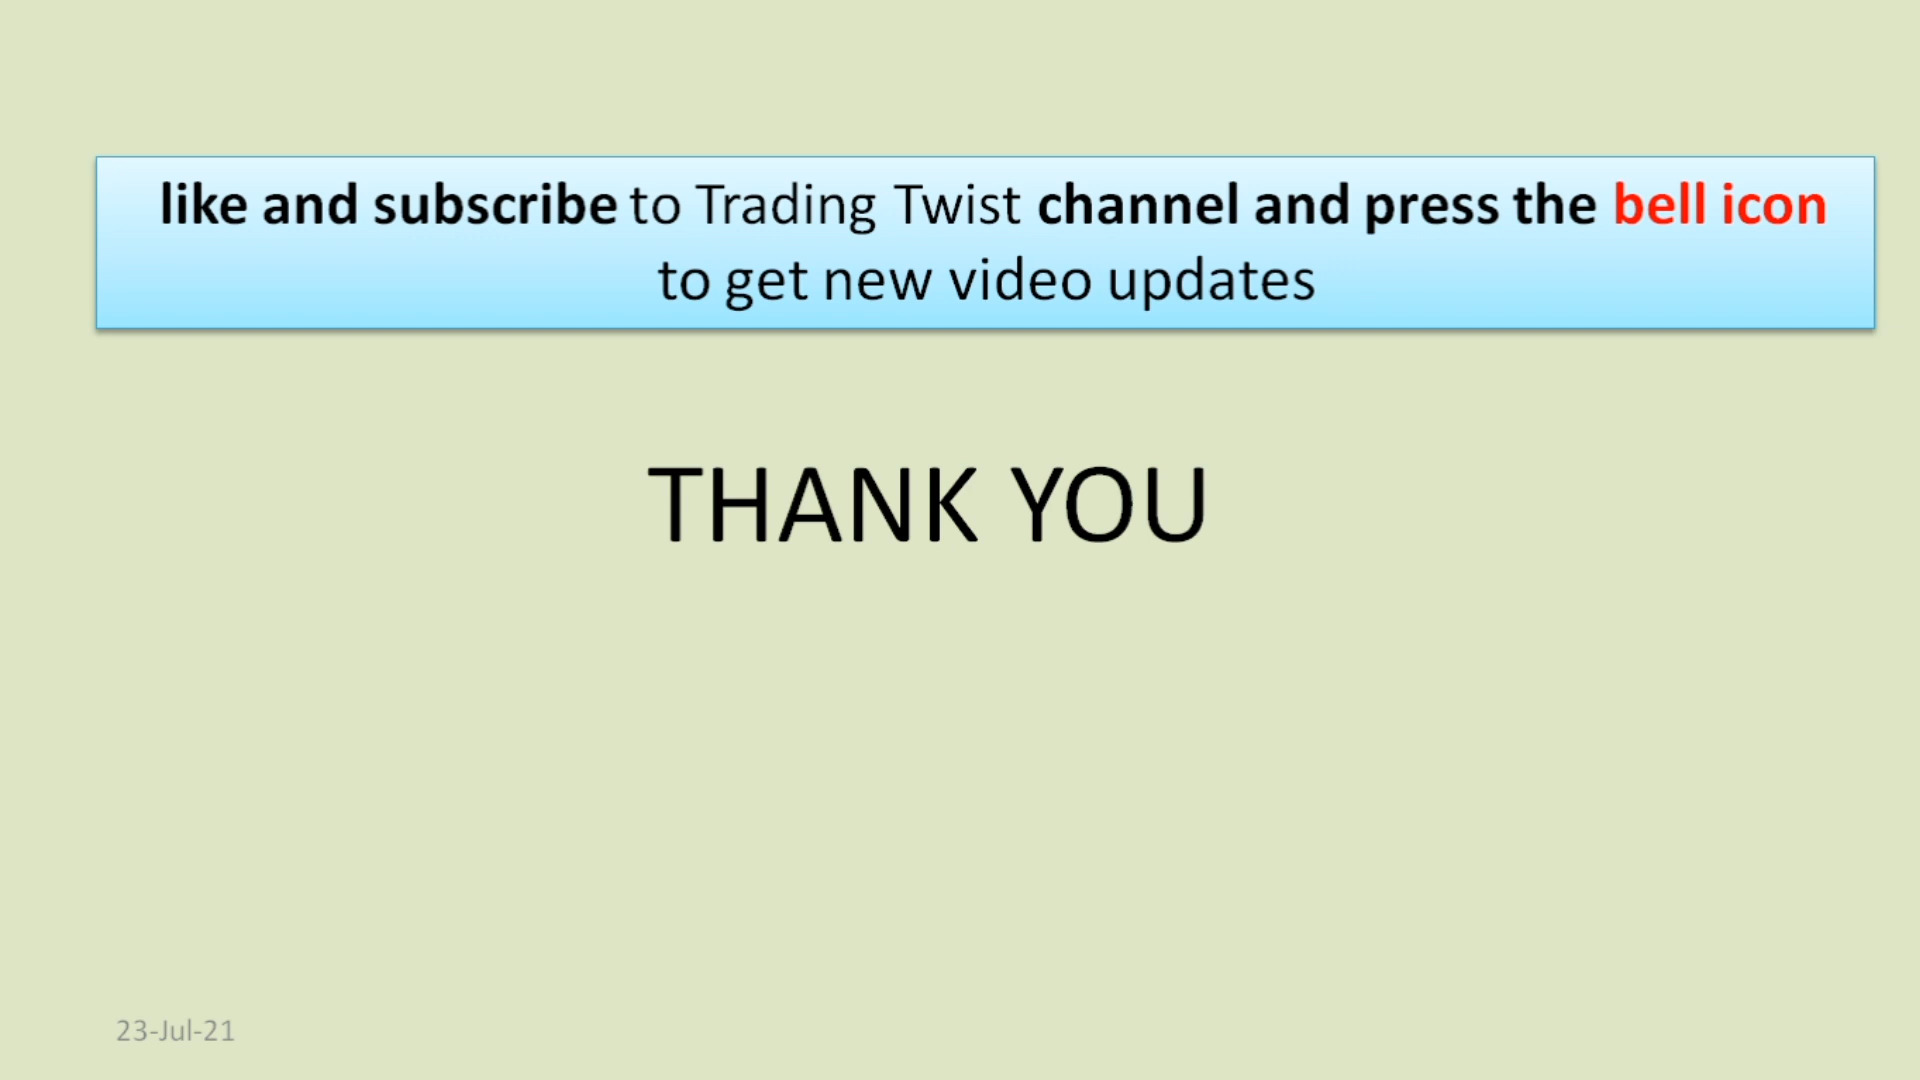 like and subscribe to Trading Twist channel and press the bell icon
to get new video updates
THANK YOU
23-Jul-21